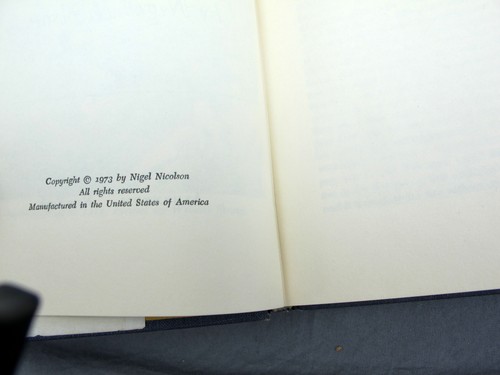 Copyright © 1973 by Nigel Nicolson
All rights reserved
Manufactured in the United States of America